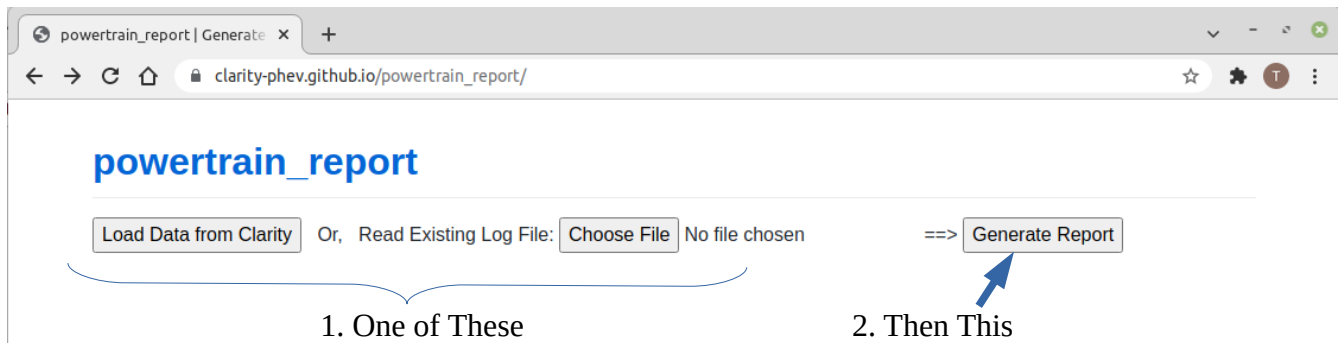 powertrain_report | Generate
clarity-phev.github.io/powertrain_report/
T
powertrain_report
Load Data from Clarity Or, Read Existing Log File: Choose File No file chosen ==> Generate Report
1. One of These 2. Then This